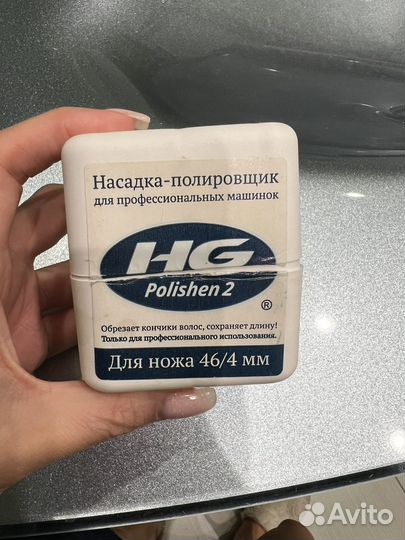 Насадка-полировщик
для профессиональных машинок
HG
Polishen 2
®
Обрезает кончики волос, сохраняет длину!
Только для профессионального использования.
Для ножа 46/4 мм
Avito